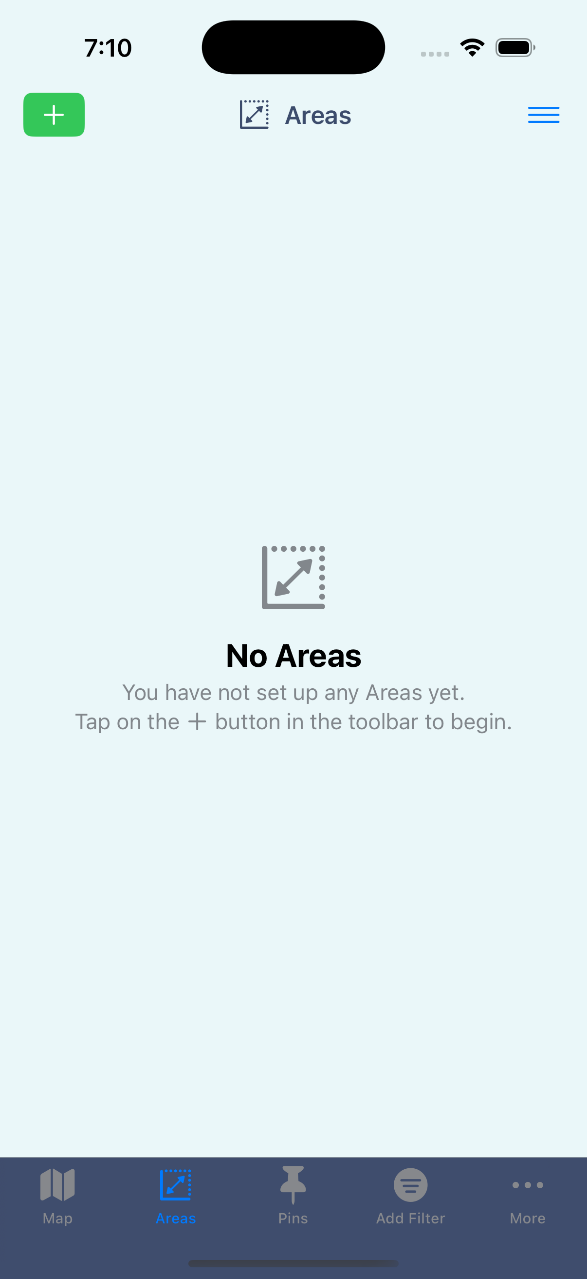 7:10
Areas
No Areas
You have not set up any Areas yet.
Tap on the + button in the toolbar to begin.
Map
Areas
Pins
Add Filter
More